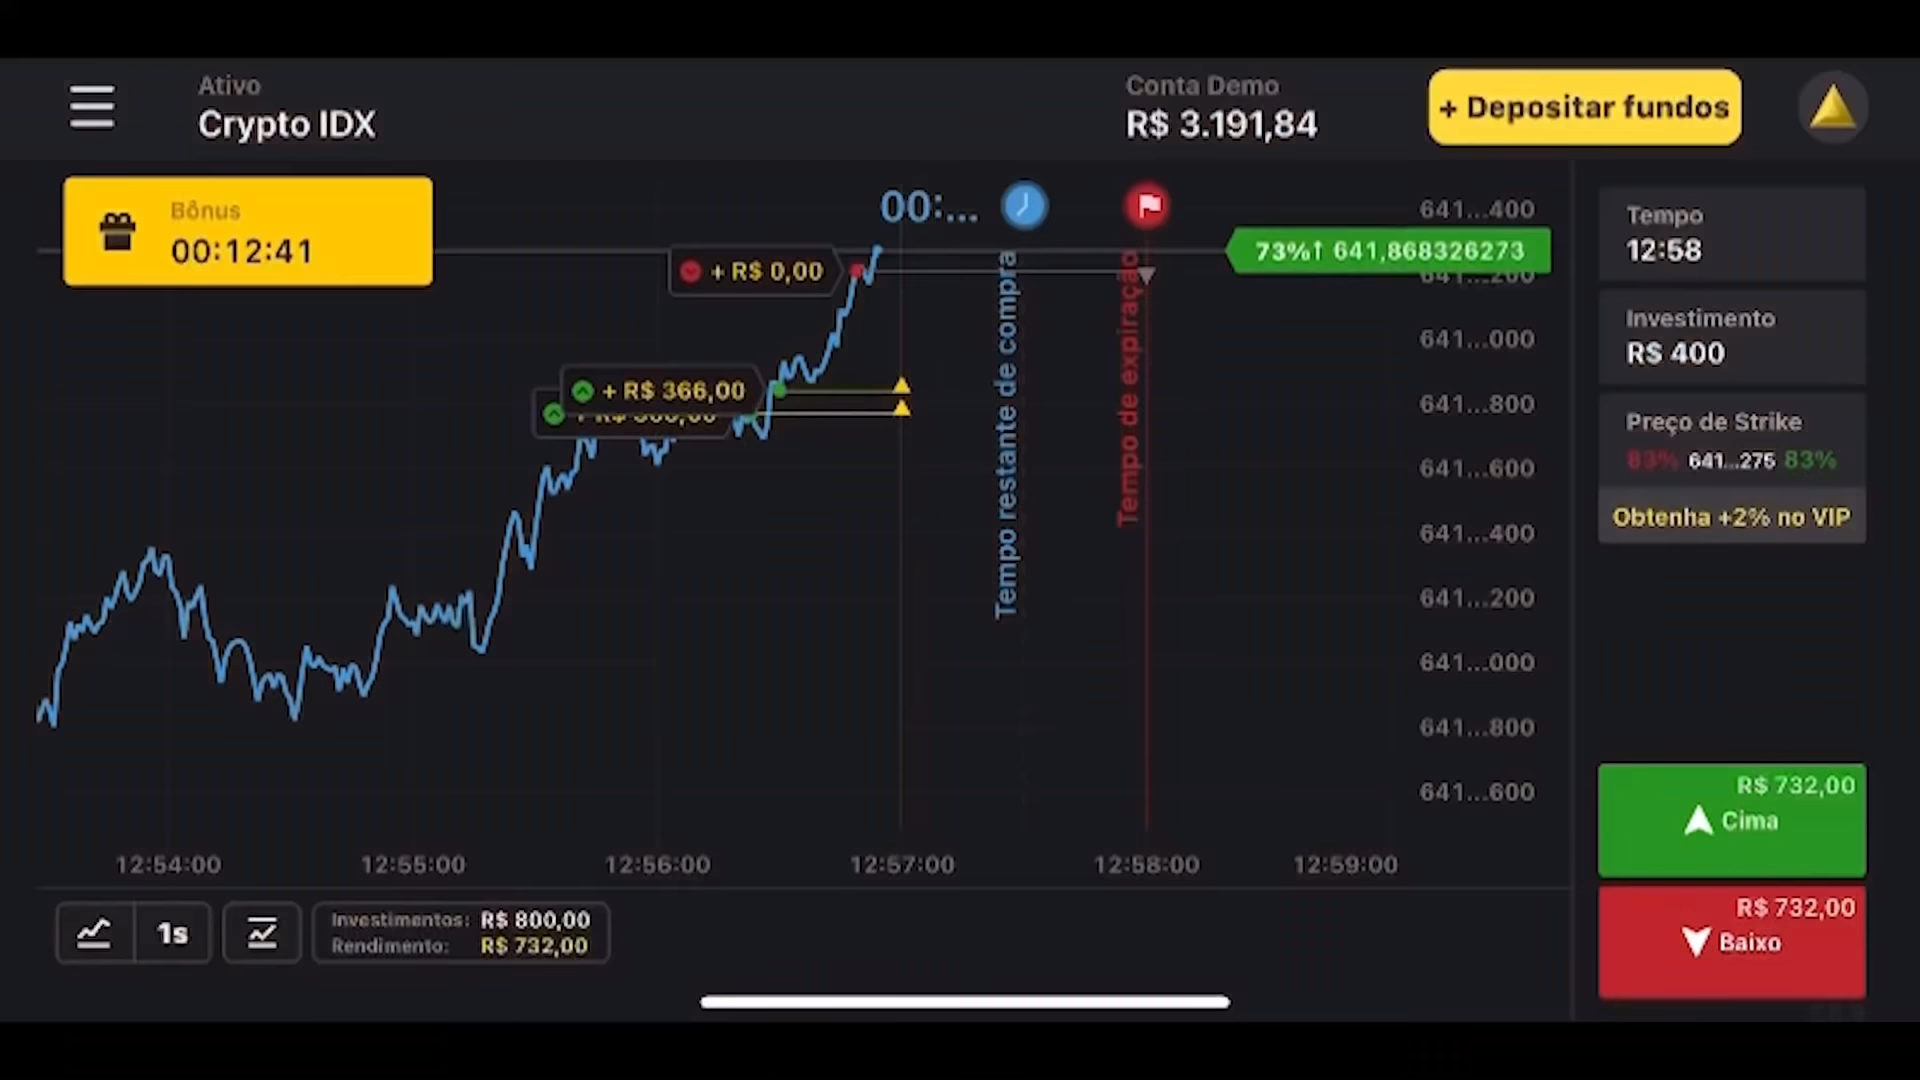 Ativo
Crypto IDX
Conta Demo
R$ 3.191,84
+ Depositar fundos
Bônus
00:12:41
00:...
+ R$ 0,00
+ R$ 366,00
Tempo restante de compra
Tempo de expiração
73%↑ 641,868326273
641...400
641...200
641...000
641...800
641...600
641...400
641...200
641...000
641...800
641...600
12:54:00
12:55:00
12:56:00
12:57:00
12:58:00
12:59:00
1s
Investimentos: R$ 800,00
Rendimento: R$ 732,00
Tempo
12:58
Investimento
R$ 400
Preço de Strike
83% 641...275 83%
Obtenha +2% no VIP
R$ 732,00
Cima
R$ 732,00
Baixo